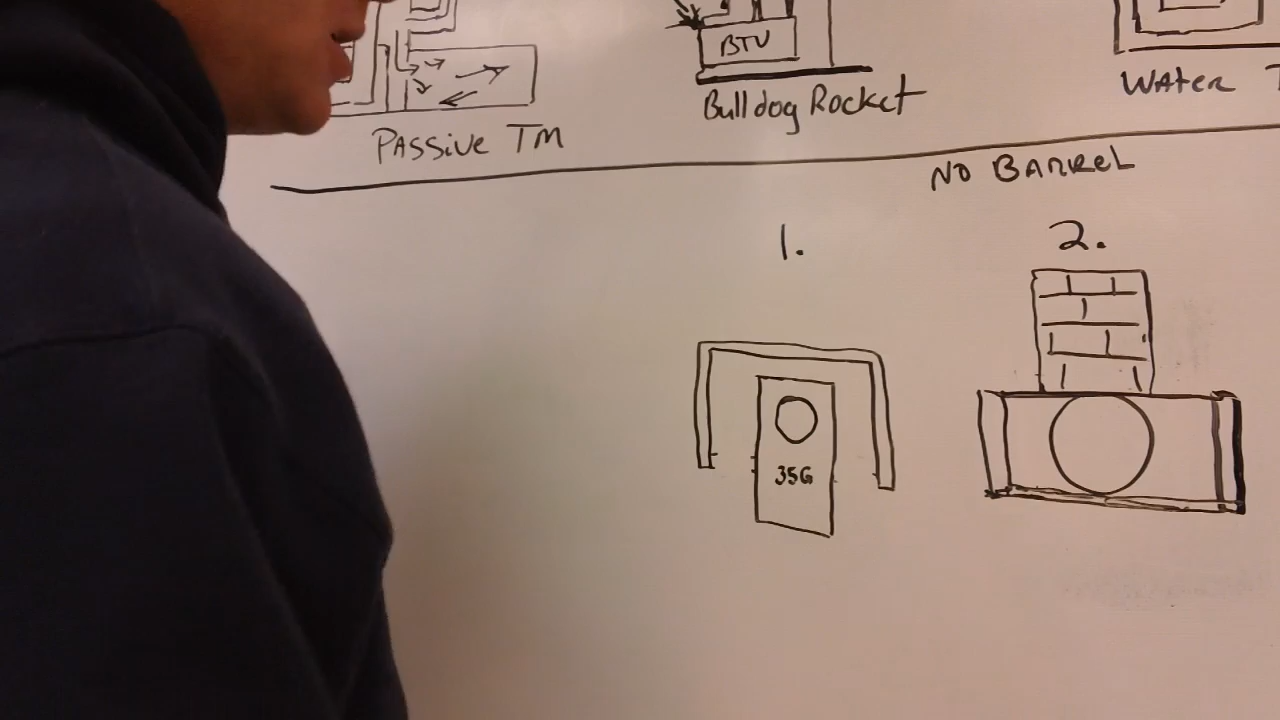 BTU
Bulldog Rocket
WATER
PASSIVE TM
NO BARREL
1.
2.
35G